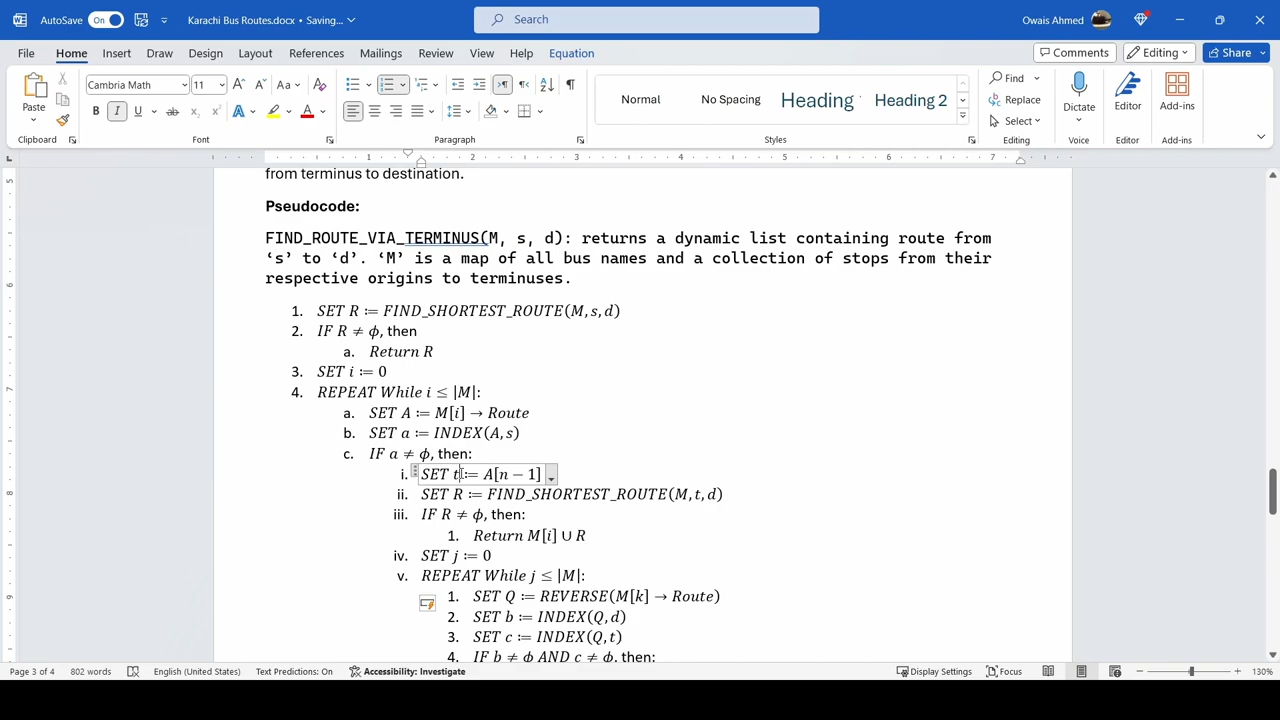 AutoSave On Karachi Bus Routes.docx • Saving... Search Owais Ahmed
File Home Insert Draw Design Layout References Mailings Review View Help Equation Comments Editing Share
Paste Cambria Math 11 Normal No Spacing Heading Heading 2 Find Replace Select Dictate Editor Add-ins
Clipboard Font Paragraph Styles Editing Voice Editor Add-ins
from terminus to destination.
Pseudocode:
FIND_ROUTE_VIA_TERMINUS(M, s, d): returns a dynamic list containing route from
‘s’ to ‘d’. ‘M’ is a map of all bus names and a collection of stops from their
respective origins to terminuses.
1. SET R ≔ FIND_SHORTEST_ROUTE(M, s, d)
2. IF R ≠ ϕ, then
a. Return R
3. SET i ≔ 0
4. REPEAT While i ≤ |M|:
a. SET A ≔ M[i] → Route
b. SET a ≔ INDEX(A, s)
c. IF a ≠ ϕ, then:
i. SET t ≔ A[n − 1]
ii. SET R ≔ FIND_SHORTEST_ROUTE(M, t, d)
iii. IF R ≠ ϕ, then:
1. Return M[i] ∪ R
iv. SET j ≔ 0
v. REPEAT While j ≤ |M|:
1. SET Q ≔ REVERSE(M[k] → Route)
2. SET b ≔ INDEX(Q, d)
3. SET c ≔ INDEX(Q, t)
4. IF b ≠ ϕ AND c ≠ ϕ, then:
Page 3 of 4 802 words English (United States) Text Predictions: On Accessibility: Investigate Display Settings Focus 130%